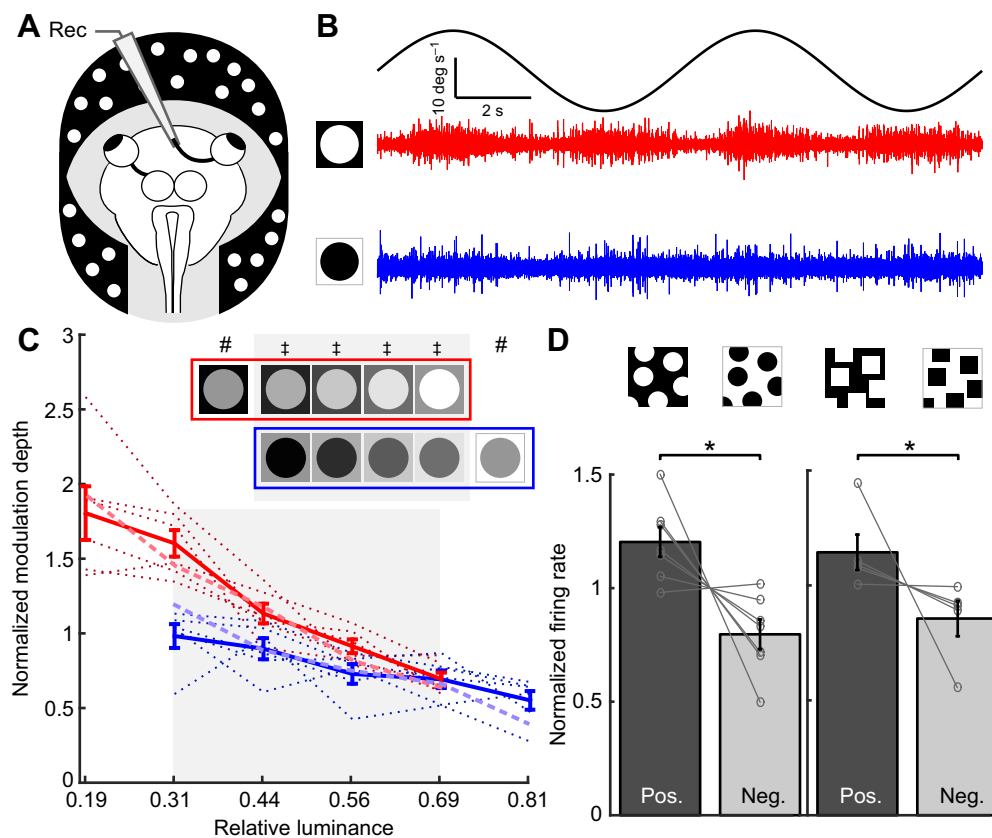 A
Rec
B
10 deg s⁻¹
2 s
C
# ‡ ‡ ‡ ‡ #
Normalized modulation depth
3
2.5
2
1.5
1
0.5
0
0.19 0.31 0.44 0.56 0.69 0.81
Relative luminance
D
* *
Normalized firing rate
1.5
1
0.5
0
Pos. Neg. Pos. Neg.